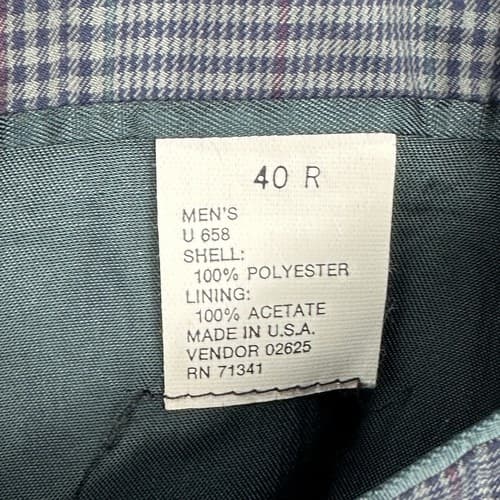 40 R
MEN'S
U 658
SHELL:
100% POLYESTER
LINING:
100% ACETATE
MADE IN U.S.A.
VENDOR 02625
RN 71341